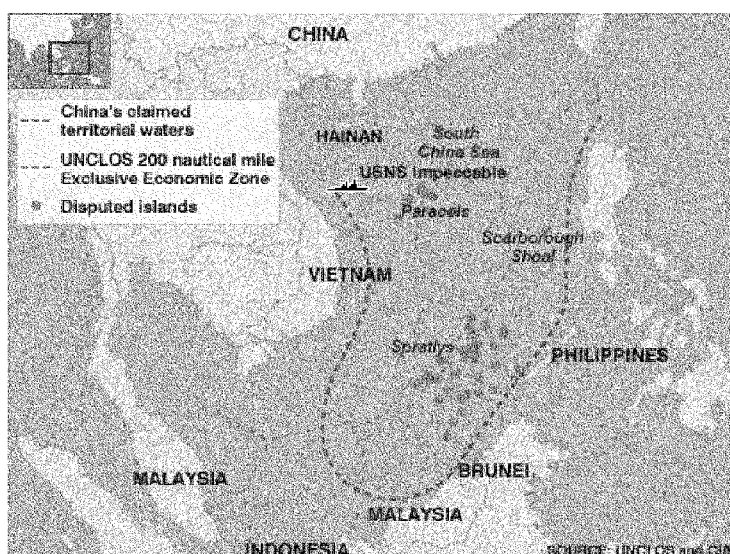 CHINA
China's claimed
territorial waters
UNCLOS 200 nautical mile
Exclusive Economic Zone
Disputed islands
HAINAN
South
China Sea
USNS Impeccable
Paracels
Scarborough
Shoal
VIETNAM
Spratlys
PHILIPPINES
BRUNEI
MALAYSIA
MALAYSIA
INDONESIA
SOURCE: UNCLOS and CIA